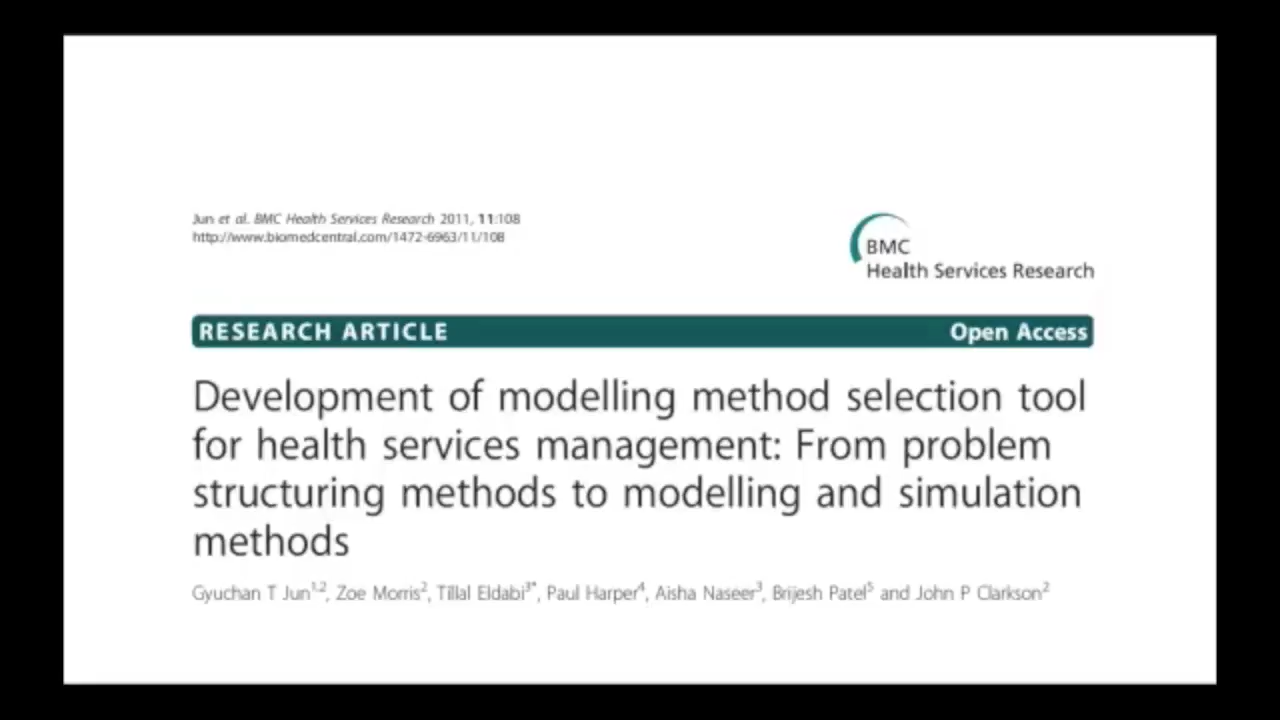 Jun et al. BMC Health Services Research 2011, 11:108
http://www.biomedcentral.com/1472-6963/11/108
BMC
Health Services Research
RESEARCH ARTICLE
Open Access
Development of modelling method selection tool
for health services management: From problem
structuring methods to modelling and simulation
methods
Gyuchan T Jun1,2, Zoe Morris2, Tillal Eldabi3*, Paul Harper4, Aisha Naseer3, Brijesh Patel5 and John P Clarkson2